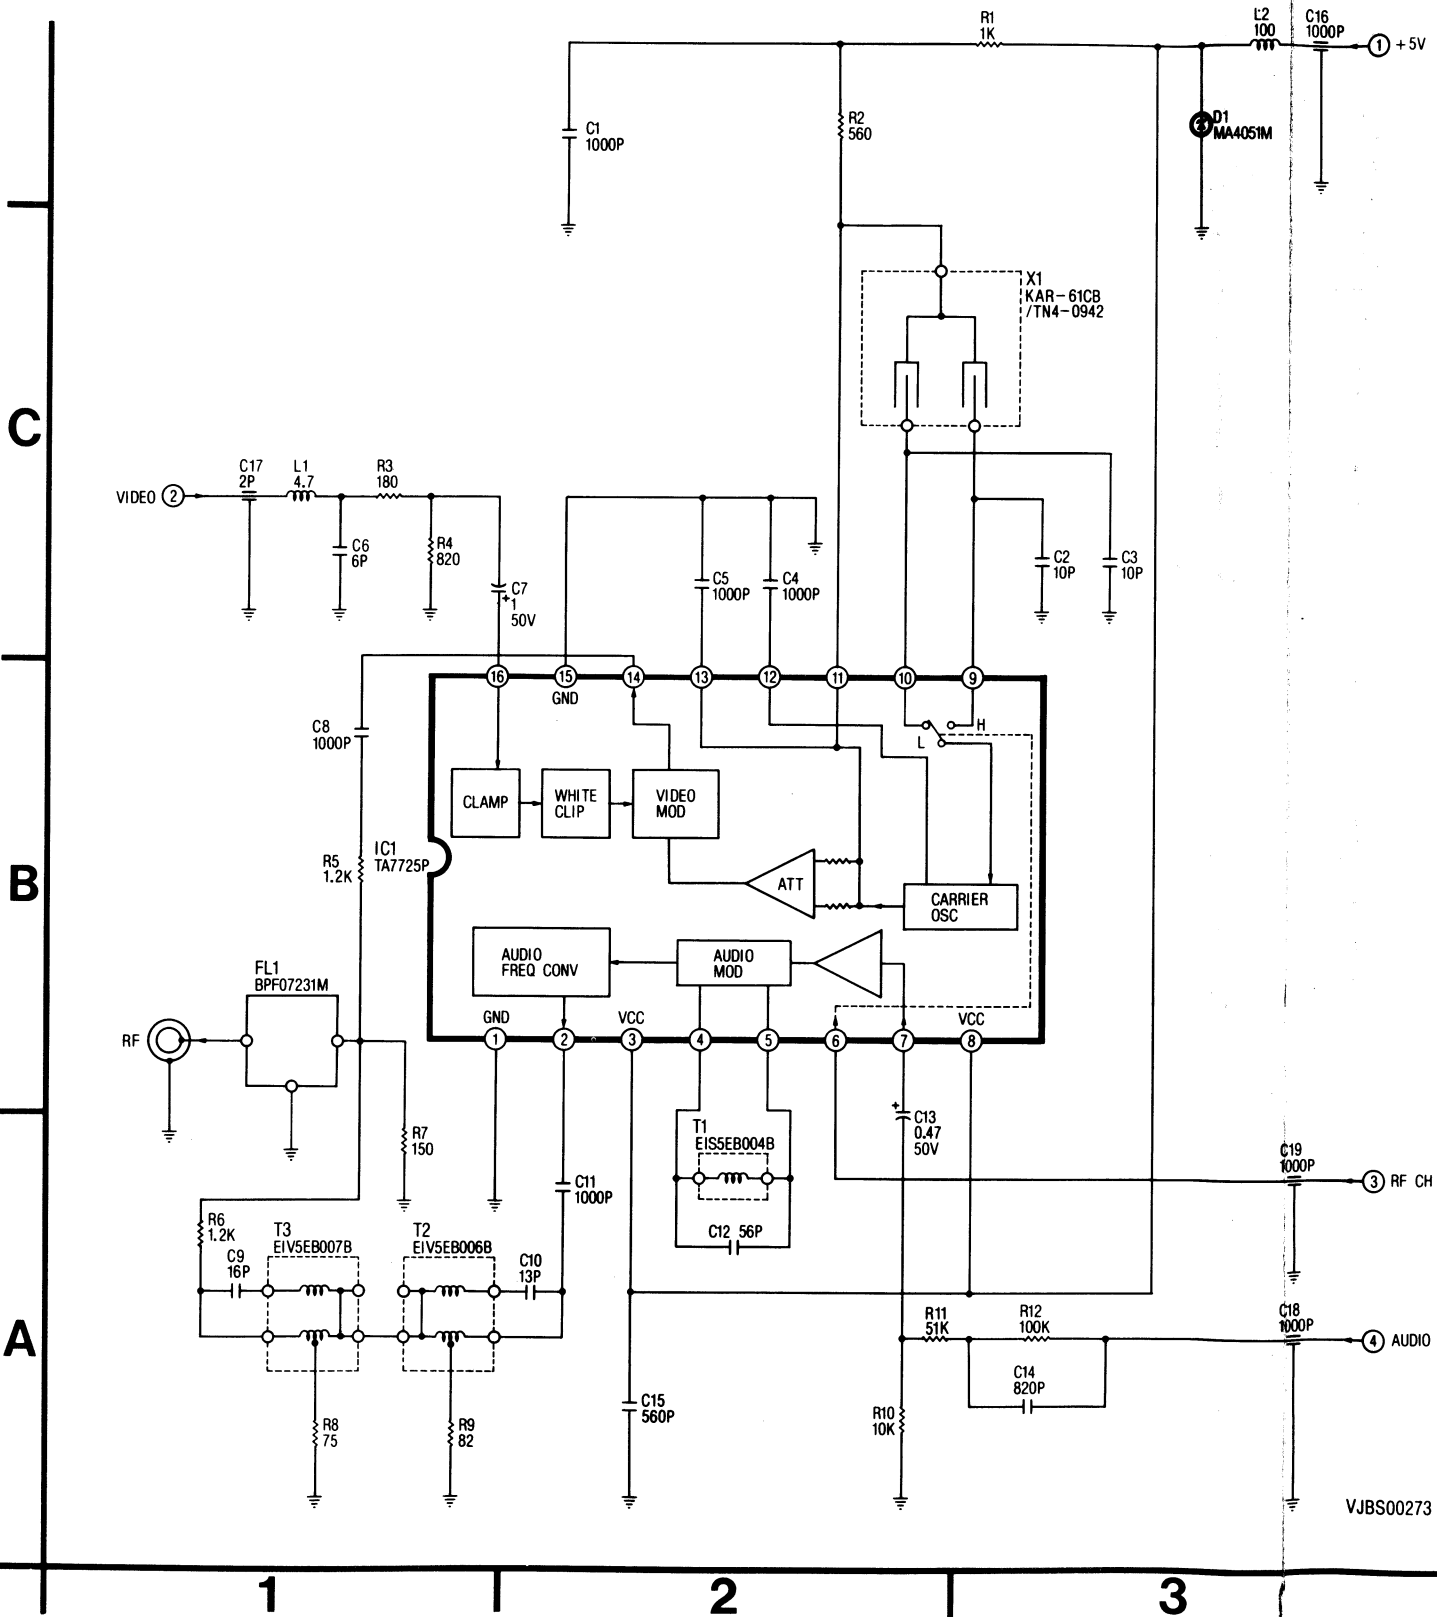 R1
1K
L2
100
C16
1000P
1 +5V
C1
1000P
R2
560
D1
MA4051M
X1
KAR-61CB
/TN4-0942
C
VIDEO 2
C17
2P
L1
4.7
R3
180
C6
6P
R4
820
C7
+ 1
50V
C5
1000P
C4
1000P
C2
10P
C3
10P
16 15 14 13 12 11 10 9
GND
C8
1000P
L H
CLAMP
WHITE
CLIP
VIDEO
MOD
IC1
TA7725P
R5
1.2K
B
ATT
CARRIER
OSC
AUDIO
FREQ CONV
AUDIO
MOD
FL1
BPF07231M
GND
VCC
VCC
RF
1 2 3 4 5 6 7 8
R7
150
T1
EIS5EB004B
+
C13
0.47
50V
C19
1000P
3 RF CH
C11
1000P
R6
1.2K
T3
EIV5EB007B
T2
EIV5EB006B
C12 56P
C9
16P
C10
13P
A
R11
51K
R12
100K
C18
1000P
4 AUDIO
C14
820P
C15
560P
R10
10K
R8
75
R9
82
VJBS00273
1 2 3